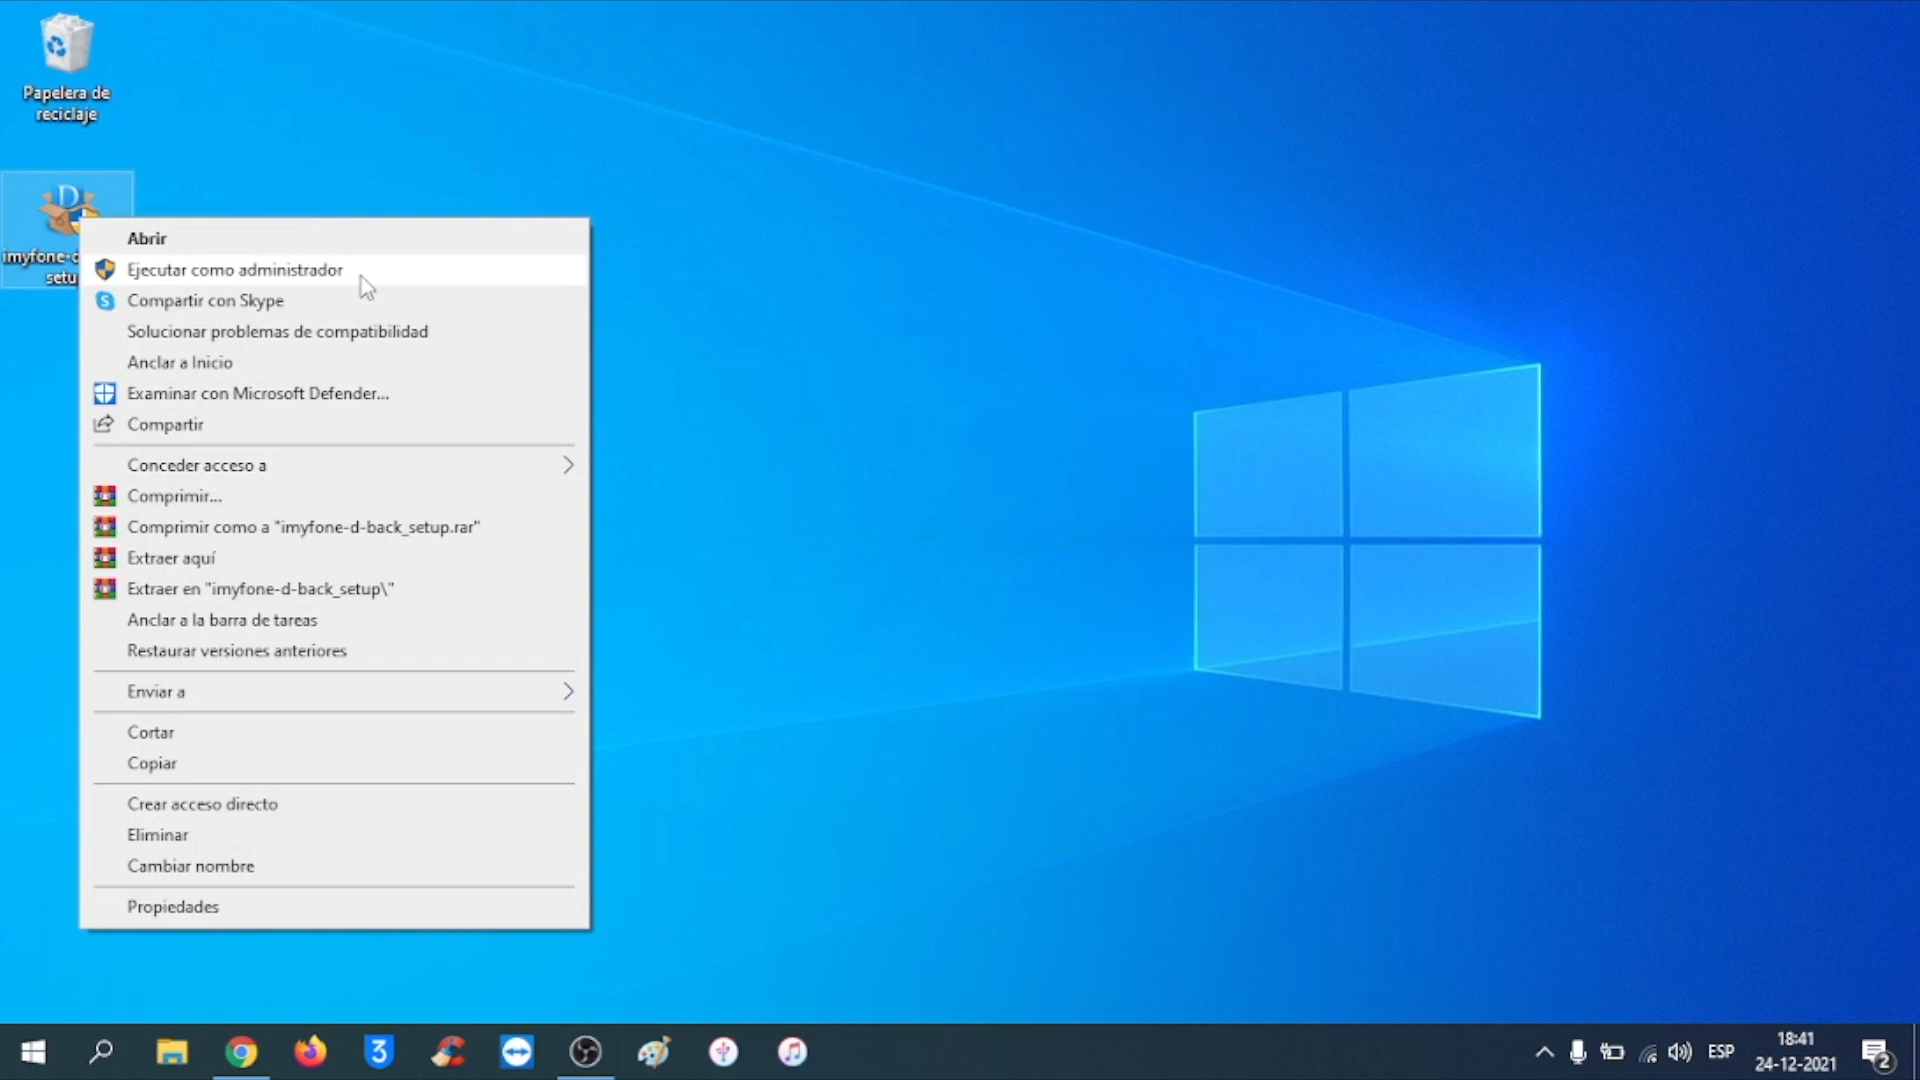 Papelera de
reciclaje
Abrir
Ejecutar como administrador
Compartir con Skype
Solucionar problemas de compatibilidad
Anclar a Inicio
Examinar con Microsoft Defender...
Compartir
Conceder acceso a
Comprimir...
Comprimir como a "imyfone-d-back_setup.rar"
Extraer aquí
Extraer en "imyfone-d-back_setup\"
Anclar a la barra de tareas
Restaurar versiones anteriores
Enviar a
Cortar
Copiar
Crear acceso directo
Eliminar
Cambiar nombre
Propiedades
ESP
18:41
24-12-2021
2
3